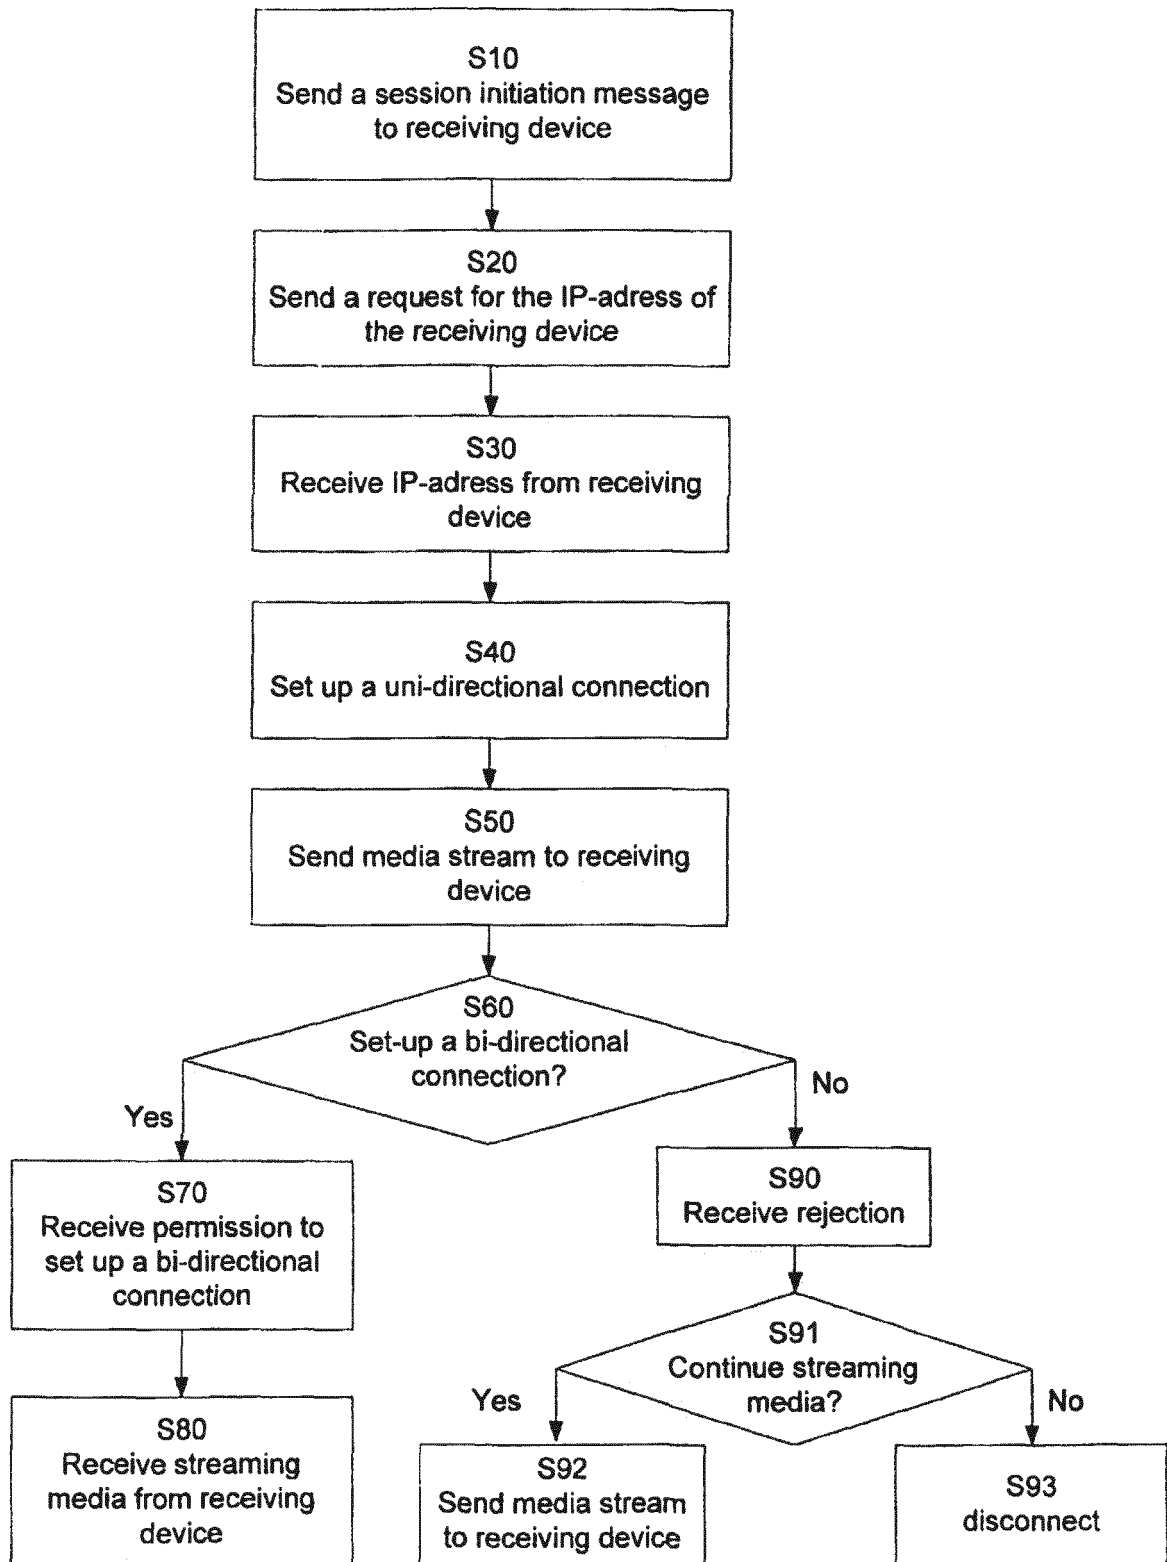 S10
Send a session initiation message
to receiving device
S20
Send a request for the IP-adress of
the receiving device
S30
Receive IP-adress from receiving
device
S40
Set up a uni-directional connection
S50
Send media stream to receiving
device
S60
Set-up a bi-directional
connection?
Yes
No
S70
Receive permission to
set up a bi-directional
connection
S90
Receive rejection
S91
Continue streaming
media?
Yes
No
S80
Receive streaming
media from receiving
device
S92
Send media stream
to receiving device
S93
disconnect